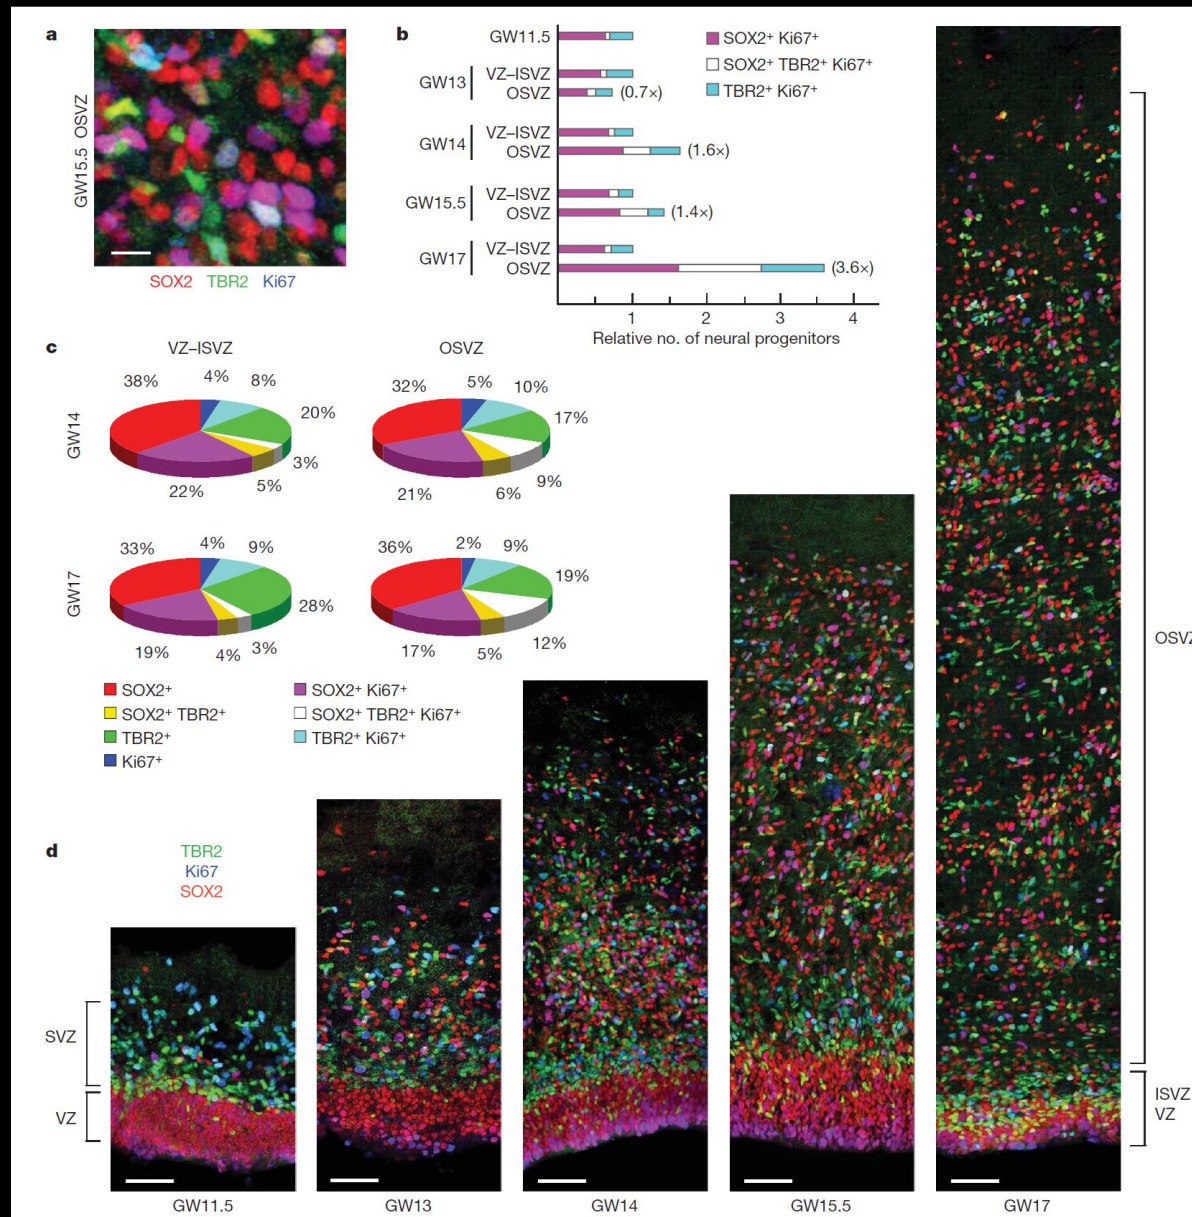 a
GW15.5 OSVZ
SOX2 TBR2 Ki67
b
GW11.5
GW13
VZ–ISVZ
OSVZ
(0.7×)
GW14
VZ–ISVZ
OSVZ
(1.6×)
GW15.5
VZ–ISVZ
OSVZ
(1.4×)
GW17
VZ–ISVZ
OSVZ
(3.6×)
SOX2⁺ Ki67⁺
SOX2⁺ TBR2⁺ Ki67⁺
TBR2⁺ Ki67⁺
1 2 3 4
Relative no. of neural progenitors
c
VZ–ISVZ OSVZ
GW14
38% 4% 8% 20% 3% 5% 22%
32% 5% 10% 17% 9% 6% 21%
GW17
33% 4% 9% 28% 3% 4% 19%
36% 2% 9% 19% 12% 5% 17%
SOX2⁺
SOX2⁺ TBR2⁺
TBR2⁺
Ki67⁺
SOX2⁺ Ki67⁺
SOX2⁺ TBR2⁺ Ki67⁺
TBR2⁺ Ki67⁺
d
TBR2
Ki67
SOX2
SVZ
VZ
OSVZ
ISVZ
VZ
GW11.5 GW13 GW14 GW15.5 GW17